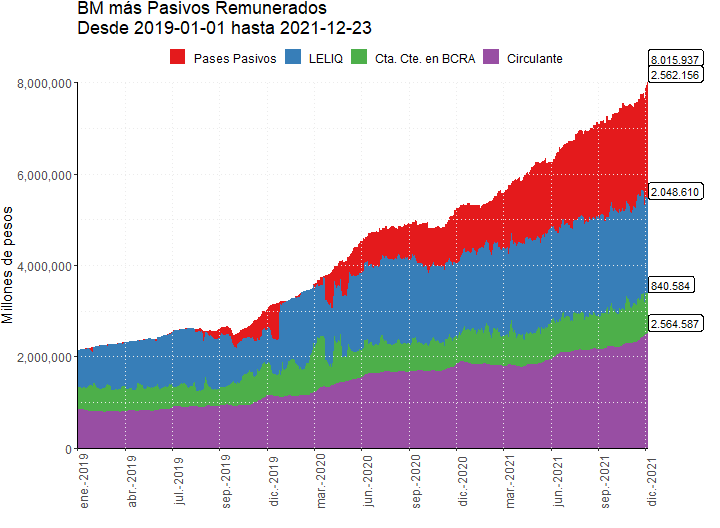 BM más Pasivos Remunerados
Desde 2019-01-01 hasta 2021-12-23
Pases Pasivos
LELIQ
Cta. Cte. en BCRA
Circulante
8.015.937
2.562.156
2.048.610
840.584
2.564.587
Millones de pesos
8,000,000
6,000,000
4,000,000
2,000,000
0
ene.-2019
abr.-2019
jul.-2019
sep.-2019
dic.-2019
mar.-2020
jun.-2020
sep.-2020
dic.-2020
mar.-2021
jun.-2021
sep.-2021
dic.-2021